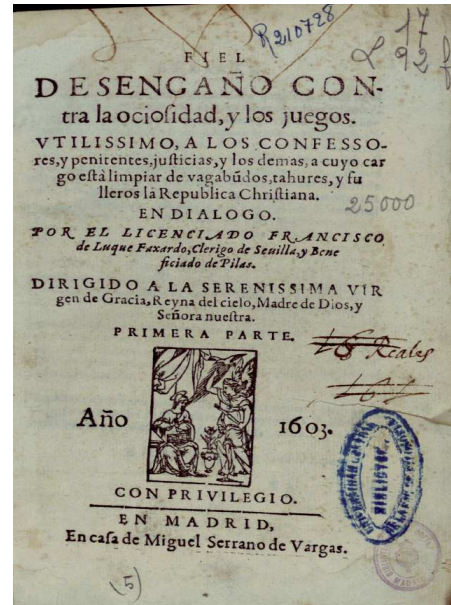 R210728
17
L 92 f
FIEL
DESENGAÑO CON-
tra la ociosidad, y los juegos.
VTILISSIMO, A LOS CONFESSO-
res, y penitentes, justicias, y los demas, a cuyo car
go està limpiar de vagabũdos, tahures, y fu
lleros la Republica Christiana.
25000
EN DIALOGO.
POR EL LICENCIADO FRANCISCO
de Luque Faxardo, Clerigo de Seuilla, y Bene
ficiado de Pilas.
DIRIGIDO A LA SERENISSIMA VIR
gen de Gracia, Reyna del cielo, Madre de Dios, y
Señora nuestra.
PRIMERA PARTE.
Reales
Año 1603.
CON PRIVILEGIO.
EN MADRID,
En casa de Miguel Serrano de Vargas.
(5)